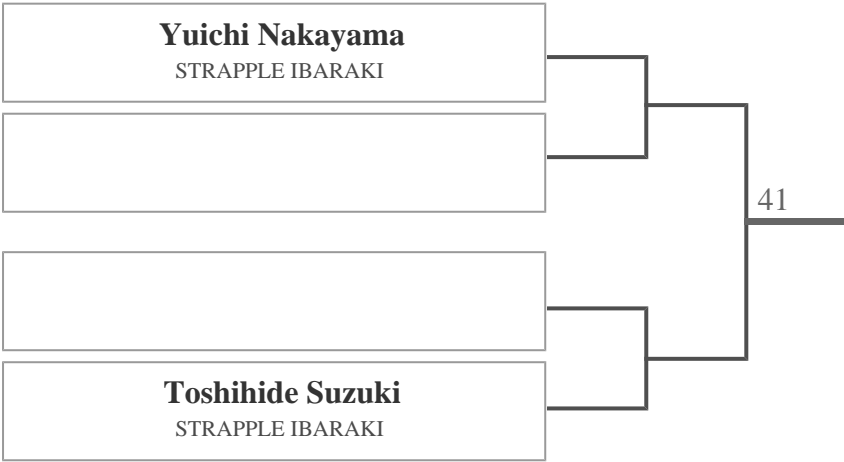 Yuichi Nakayama
STRAPPLE IBARAKI
41
Toshihide Suzuki
STRAPPLE IBARAKI